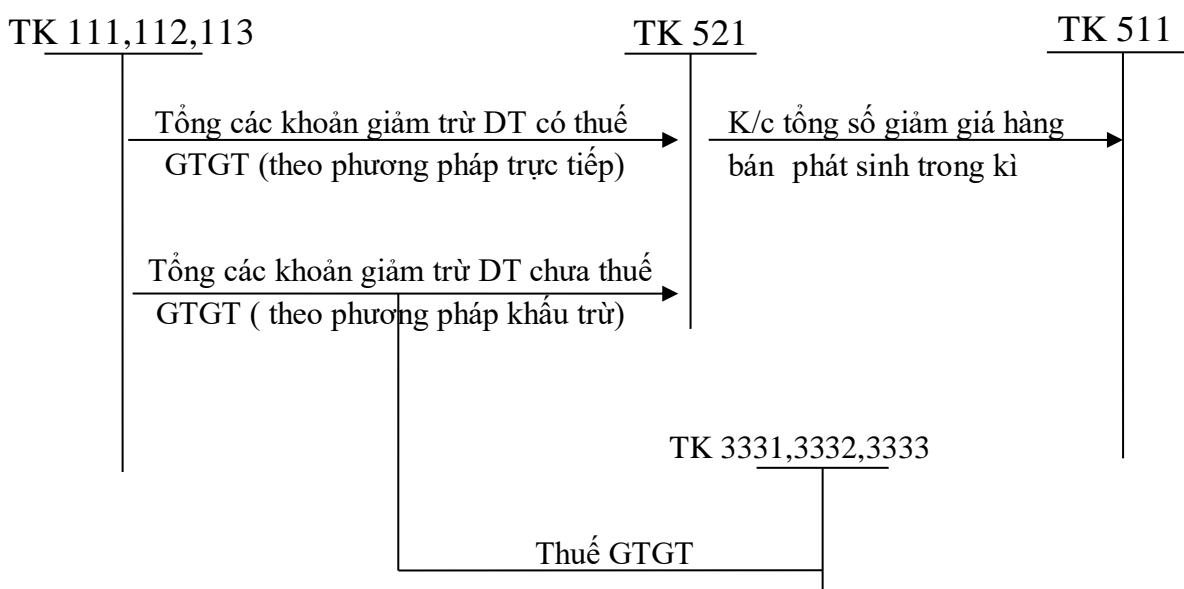 TK 111,112,113
TK 521
TK 511
Tổng các khoản giảm trừ DT có thuế
GTGT (theo phương pháp trực tiếp)
K/c tổng số giảm giá hàng
bán phát sinh trong kì
Tổng các khoản giảm trừ DT chưa thuế
GTGT ( theo phương pháp khấu trừ)
TK 3331,3332,3333
Thuế GTGT